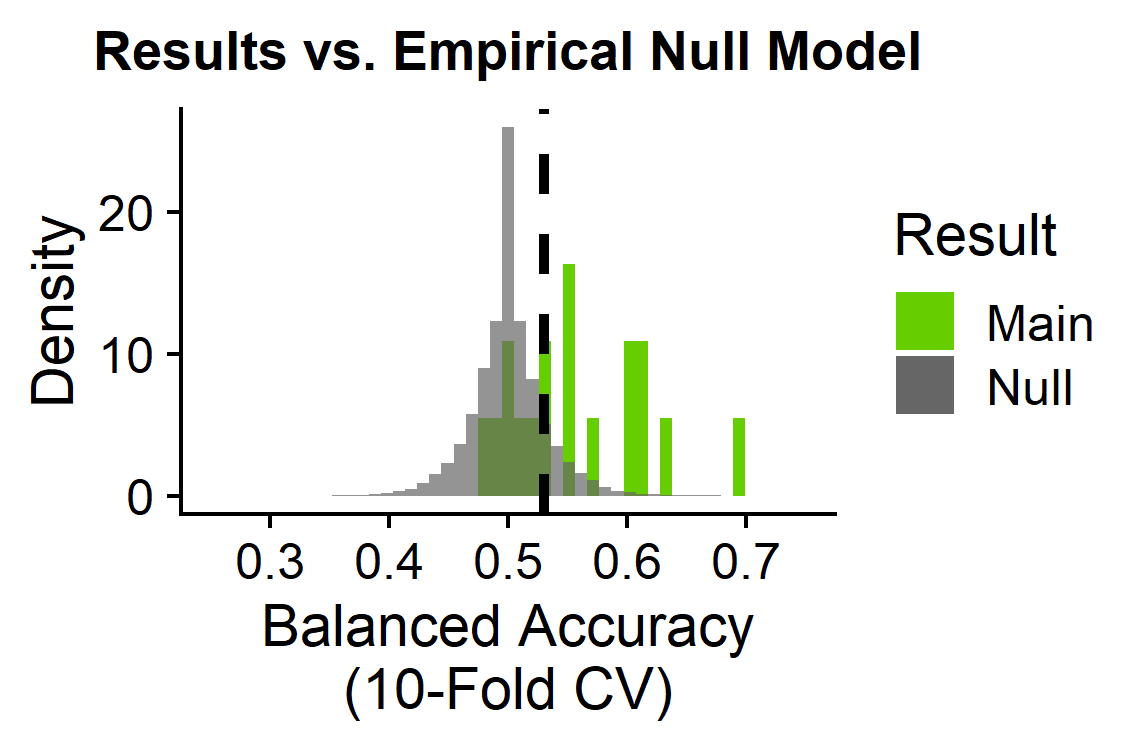 Results vs. Empirical Null Model
Density
20
10
0
0.3 0.4 0.5 0.6 0.7
Balanced Accuracy
(10-Fold CV)
Result
Main
Null